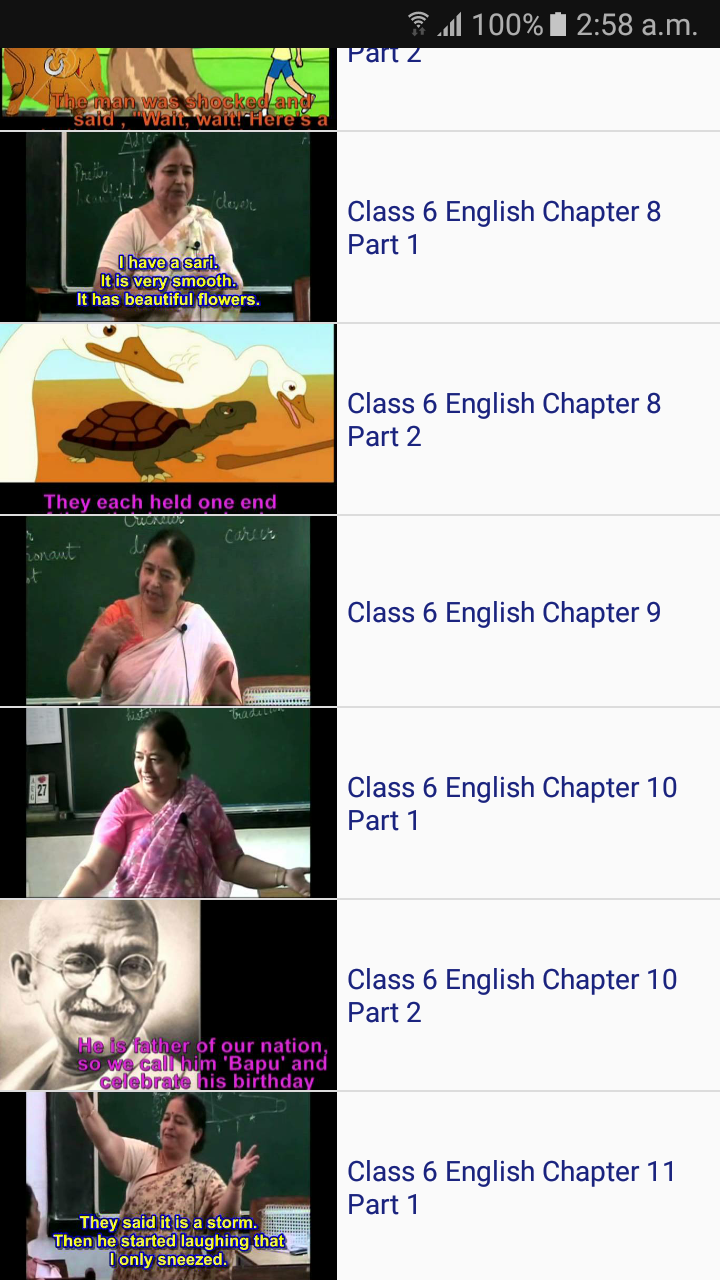 100% 2:58 a.m.
Part 2
The man was shocked and
said , "Wait, wait! Here's a
Pretty
beautiful
clever
I have a sari.
It is very smooth.
It has beautiful flowers.
Class 6 English Chapter 8
Part 1
They each held one end
Class 6 English Chapter 8
Part 2
career
Class 6 English Chapter 9
27
Class 6 English Chapter 10
Part 1
He is father of our nation,
so we call him 'Bapu' and
celebrate his birthday
Class 6 English Chapter 10
Part 2
They said it is a storm.
Then he started laughing that
I only sneezed.
Class 6 English Chapter 11
Part 1